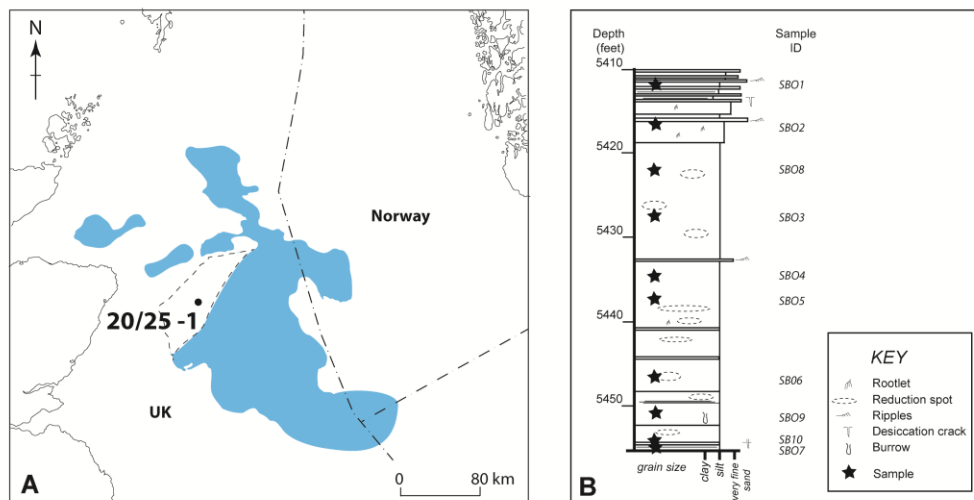 N
Norway
20/25 -1
UK
A
0 80 km
B
Depth
(feet)
Sample
ID
5410
SBO1
SBO2
5420
SBO8
SBO3
5430
SBO4
SBO5
5440
SB06
5450
SBO9
SB10
SBO7
grain size
clay
silt
very fine
sand
KEY
Rootlet
Reduction spot
Ripples
Desiccation crack
Burrow
Sample